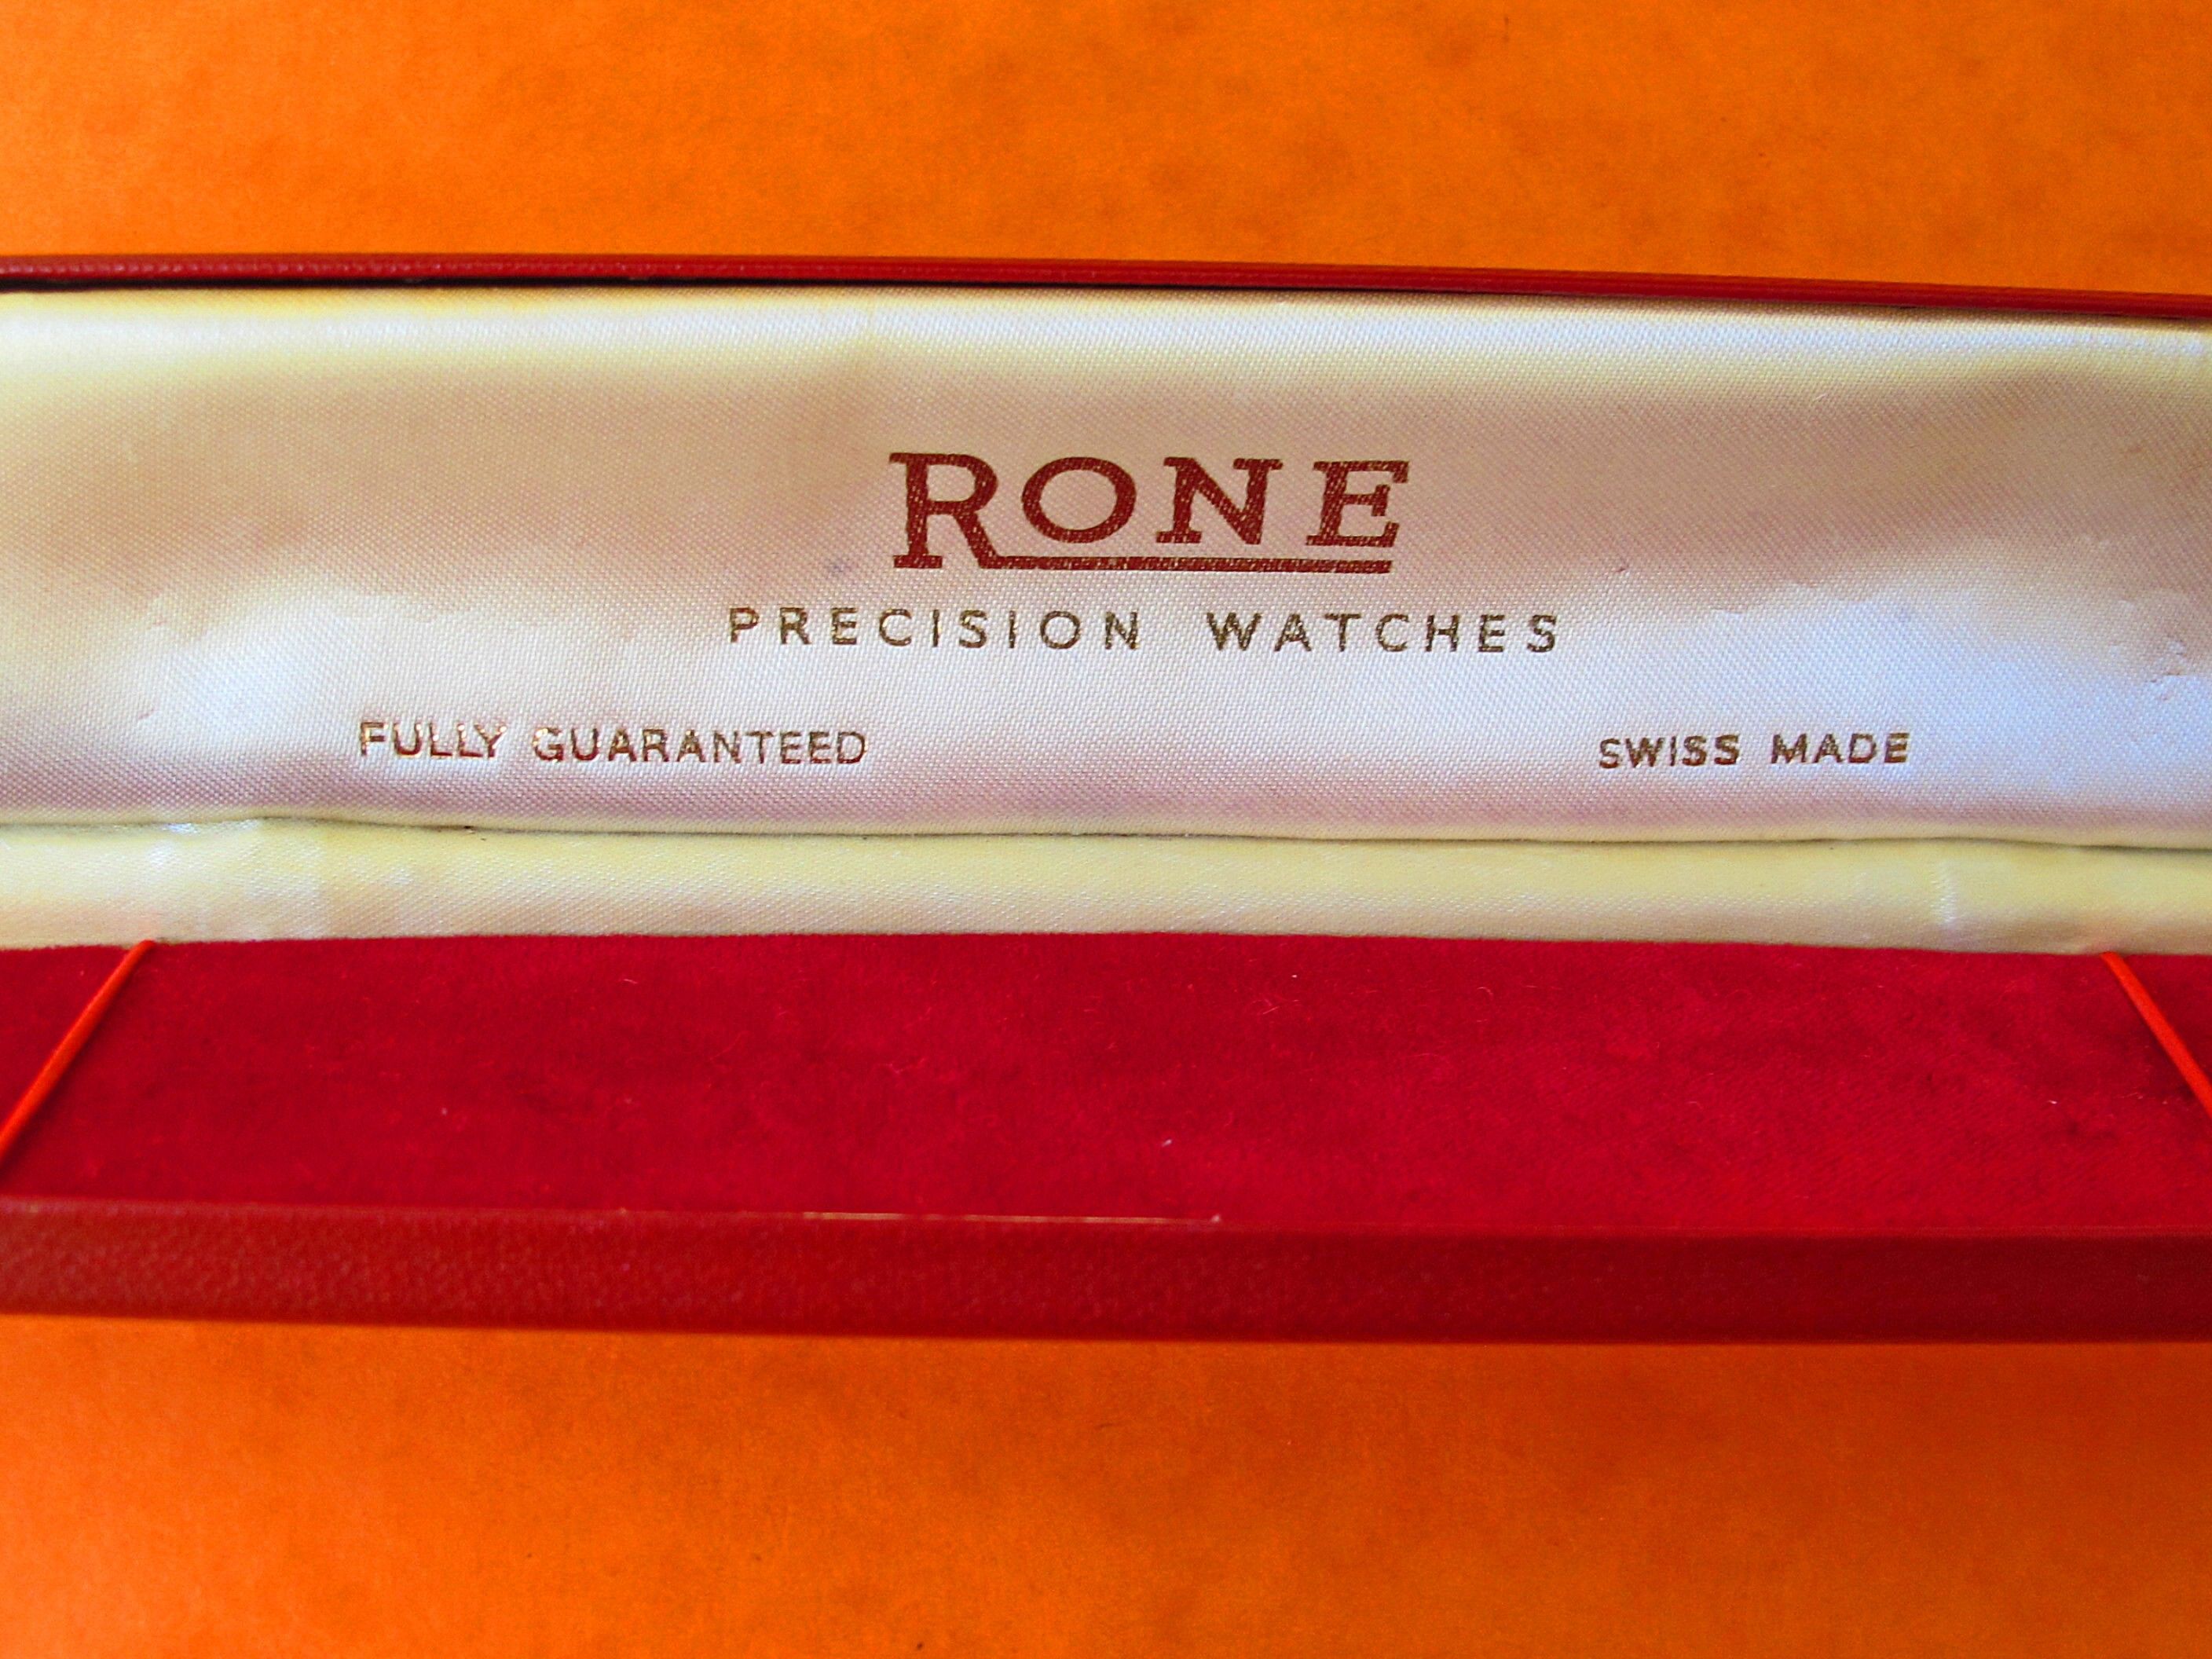 RONE
PRECISION WATCHES
FULLY GUARANTEED
SWISS MADE